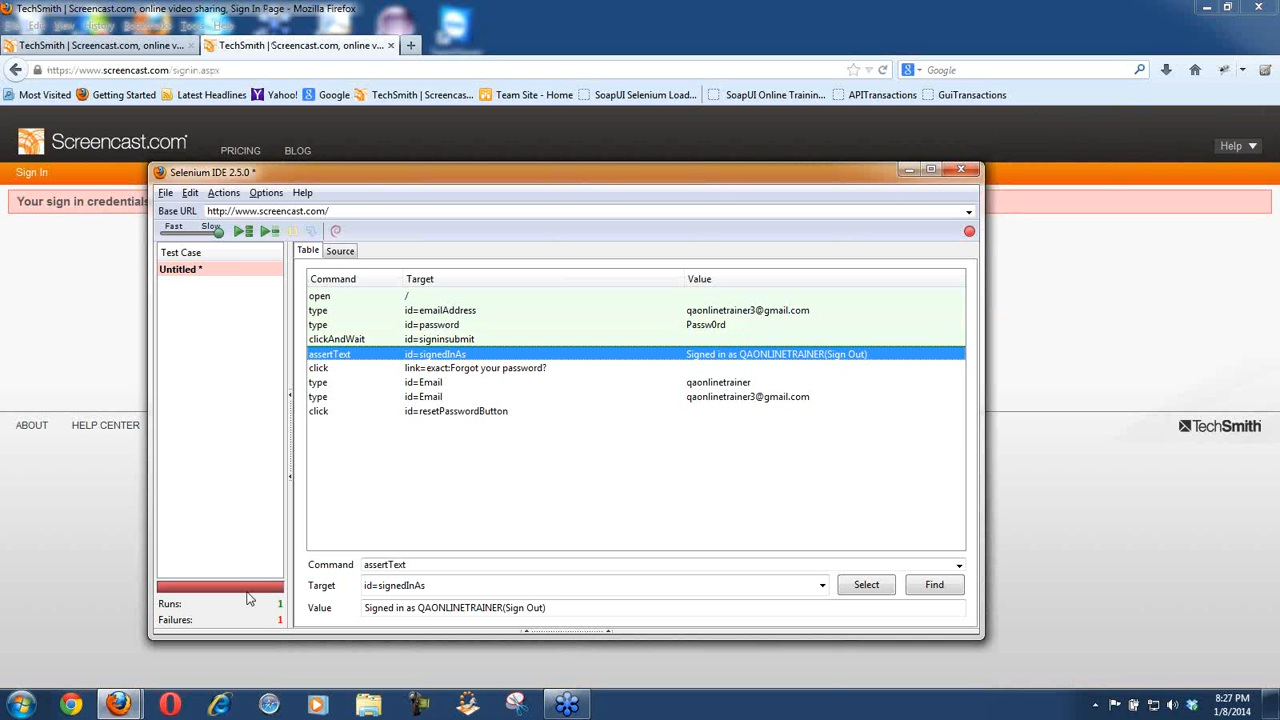 TechSmith | Screencast.com, online video sharing, Sign In Page - Mozilla Firefox
File Edit View History Bookmarks Tools Help
TechSmith | Screencast.com, online v... × TechSmith | Screencast.com, online v... × +
https://www.screencast.com/signin.aspx Google
Most Visited Getting Started Latest Headlines Yahoo! Google TechSmith | Screencas... Team Site - Home SoapUI Selenium Load... SoapUI Online Trainin... APITransactions GuiTransactions
Screencast.com PRICING BLOG Help
Sign In
Your sign in credentials
Selenium IDE 2.5.0 *
File Edit Actions Options Help
Base URL http://www.screencast.com/
Fast Slow
Test Case
Untitled *
Table Source
Command Target Value
open /
type id=emailAddress qaonlinetrainer3@gmail.com
type id=password Passw0rd
clickAndWait id=signinsubmit
assertText id=signedInAs Signed in as QAONLINETRAINER(Sign Out)
click link=exact:Forgot your password?
type id=Email qaonlinetrainer
type id=Email qaonlinetrainer3@gmail.com
click id=resetPasswordButton
Command assertText
Target id=signedInAs Select Find
Value Signed in as QAONLINETRAINER(Sign Out)
Runs: 1
Failures: 1
ABOUT HELP CENTER
TechSmith
8:27 PM
1/8/2014